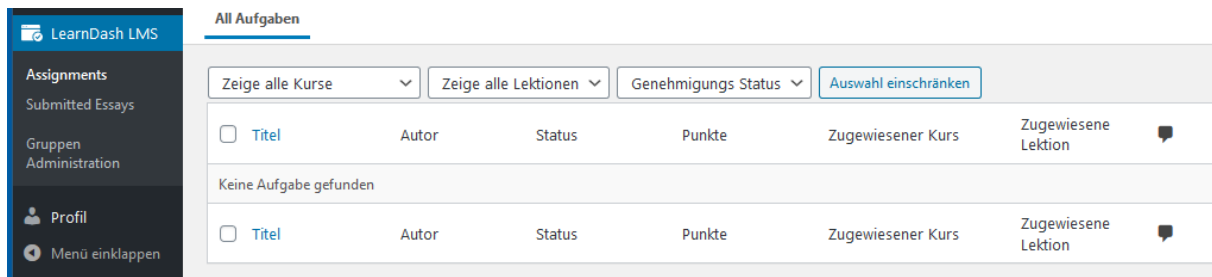 LearnDash LMS
Assignments
Submitted Essays
Gruppen
Administration
Profil
Menü einklappen
All Aufgaben
Zeige alle Kurse Zeige alle Lektionen Genehmigungs Status Auswahl einschränken
Titel Autor Status Punkte Zugewiesener Kurs Zugewiesene
Lektion
Keine Aufgabe gefunden
Titel Autor Status Punkte Zugewiesener Kurs Zugewiesene
Lektion